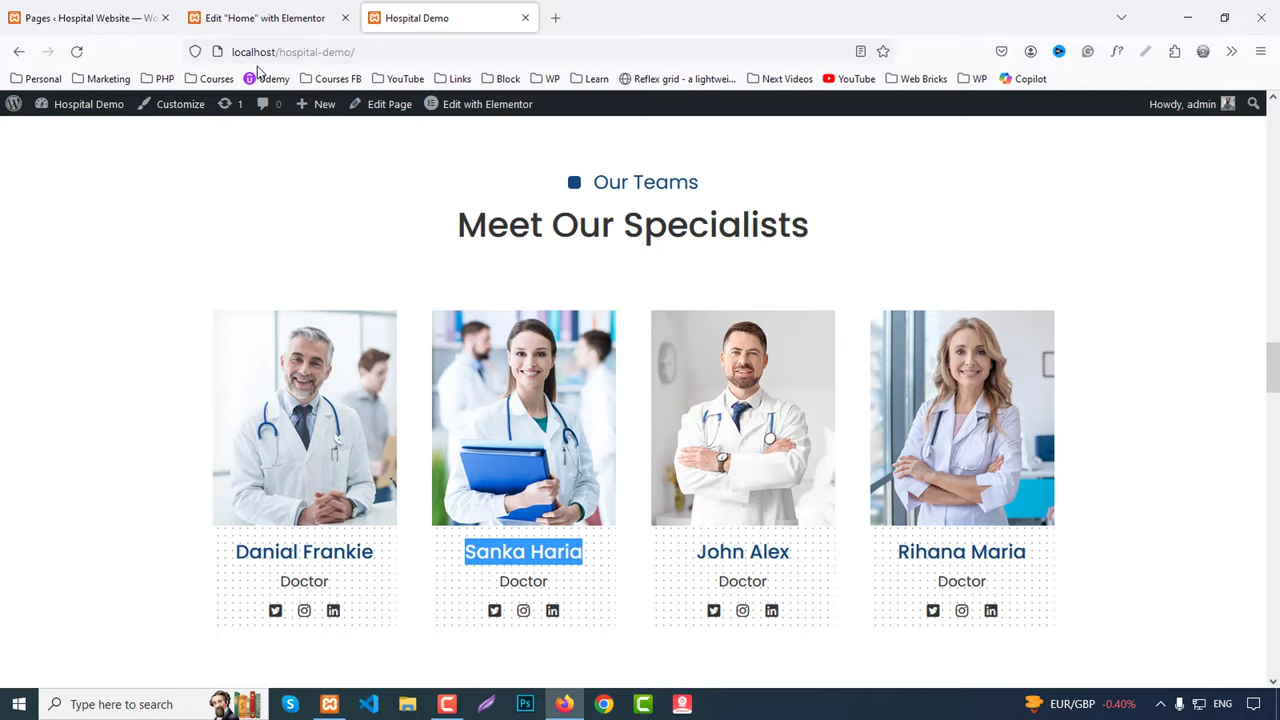 Pages ‹ Hospital Website — Wo
Edit "Home" with Elementor
Hospital Demo
localhost/hospital-demo/
Personal
Marketing
PHP
Courses
Udemy
Courses FB
YouTube
Links
Block
WP
Learn
Reflex grid - a lightwei...
Next Videos
YouTube
Web Bricks
WP
Copilot
Hospital Demo
Customize
1
0
New
Edit Page
Edit with Elementor
Howdy, admin
Our Teams
Meet Our Specialists
Danial Frankie
Sanka Haria
John Alex
Rihana Maria
Doctor
Doctor
Doctor
Doctor
Type here to search
EUR/GBP
-0.40%
ENG